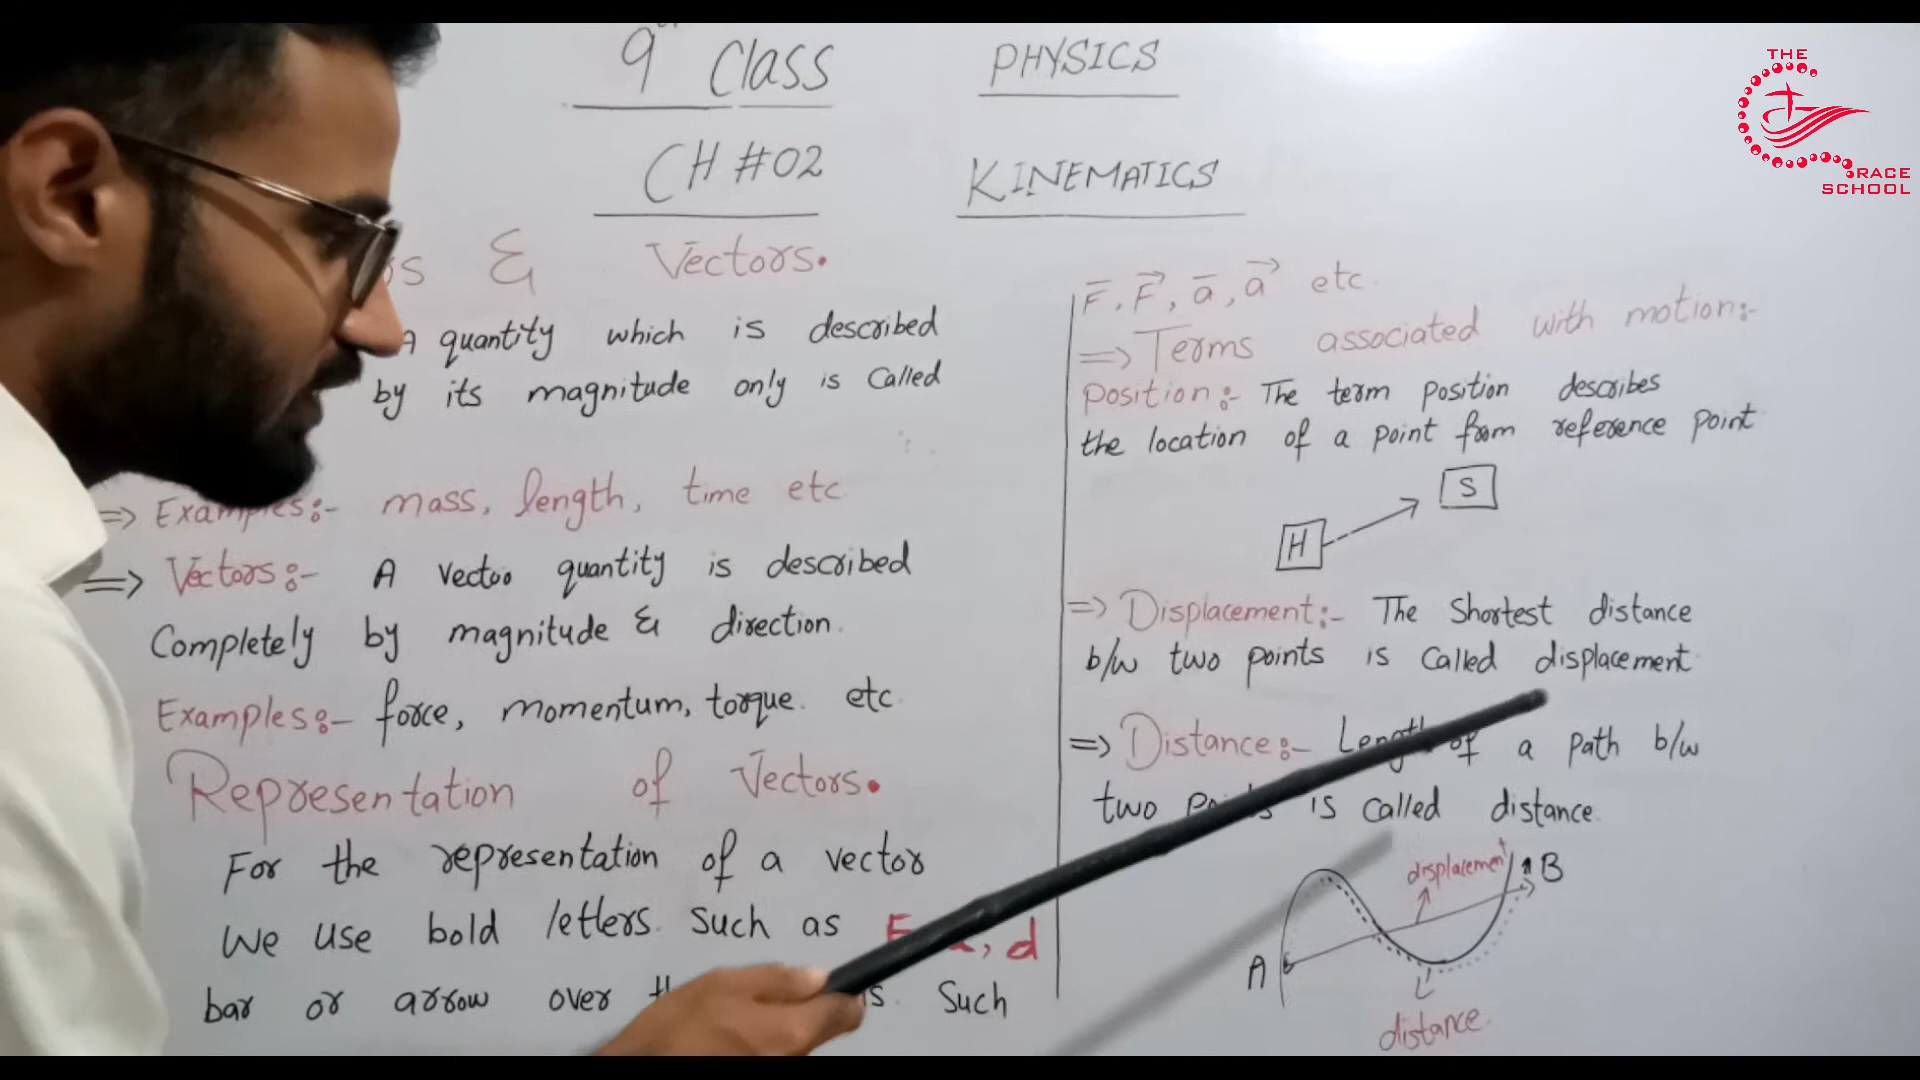 9th Class
PHYSICS
CH #02
KINEMATICS
& Vectors.
A quantity which is described
by its magnitude only is called
=> Examples:- mass, length, time etc
=> Vectors:- A vector quantity is described
Completely by magnitude & direction.
Examples:- force, momentum, torque. etc
Representation of Vectors.
For the representation of a vector
We use bold letters. Such as F, a, d
bar or arrow over Such
F̄, F⃗, ā, a⃗ etc
=> Terms associated with motion:-
position:- The term position describes
the location of a point from reference point
S
H
=> Displacement:- The Shortest distance
b/w two points is called displacement
=> Distance:- Length of a path b/w
two points is called distance.
displacement
B
A
distance.
THE
GRACE
SCHOOL